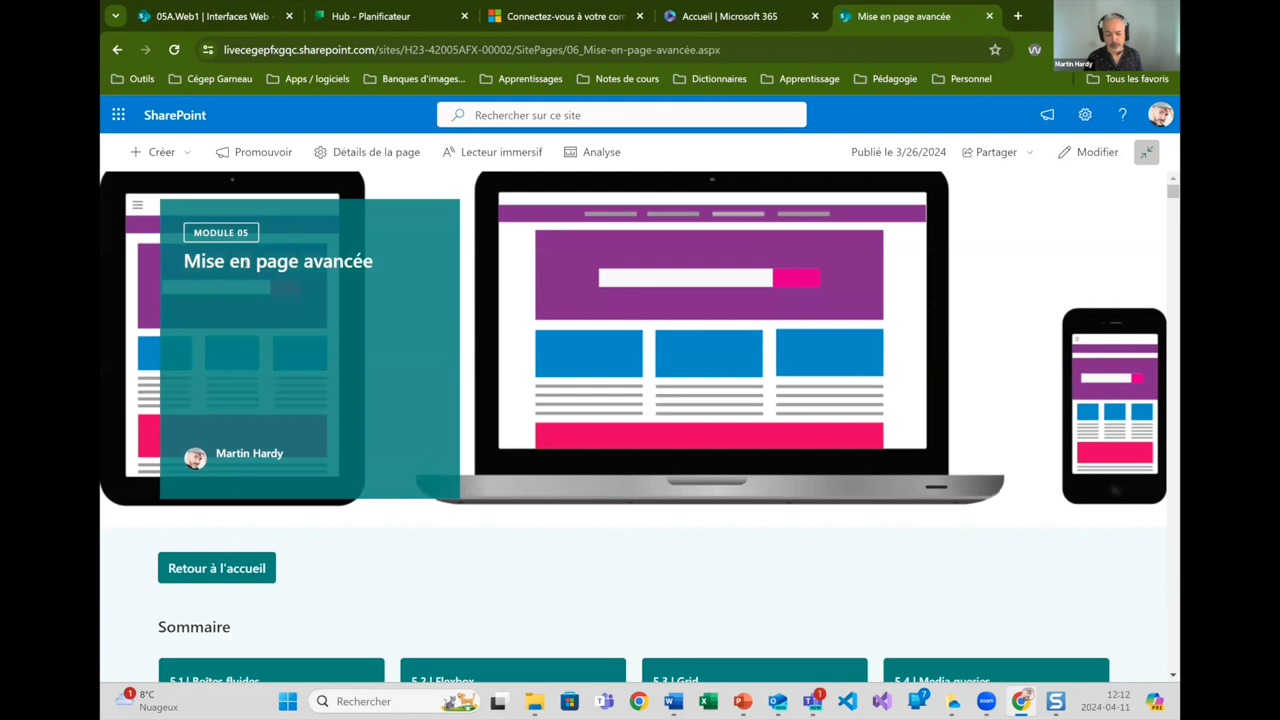 05A.Web1 | Interfaces Web -
Hub - Planificateur
Connectez-vous à votre con
Accueil | Microsoft 365
Mise en page avancée
livecegepfxgqc.sharepoint.com/sites/H23-42005AFX-00002/SitePages/06_Mise-en-page-avancée.aspx
Martin Hardy
Outils
Cégep Garneau
Apps / logiciels
Banques d'images...
Apprentissages
Notes de cours
Dictionnaires
Apprentissage
Pédagogie
Personnel
Tous les favoris
SharePoint
Rechercher sur ce site
Créer
Promouvoir
Détails de la page
Lecteur immersif
Analyse
Publié le 3/26/2024
Partager
Modifier
MODULE 05
Mise en page avancée
Martin Hardy
Retour à l'accueil
Sommaire
5.1 | Boîtes fluides
5.2 | Flexbox
5.3 | Grid
5.4 | Media queries
8°C
Nuageux
Rechercher
12:12
2024-04-11